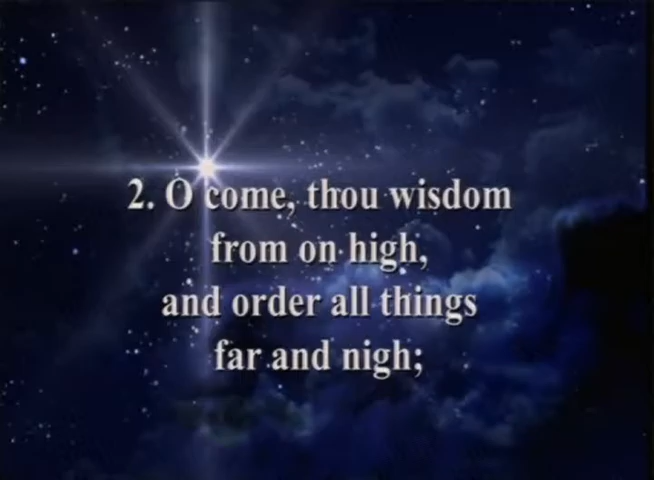 2. O come, thou wisdom
from on high,
and order all things
far and nigh;